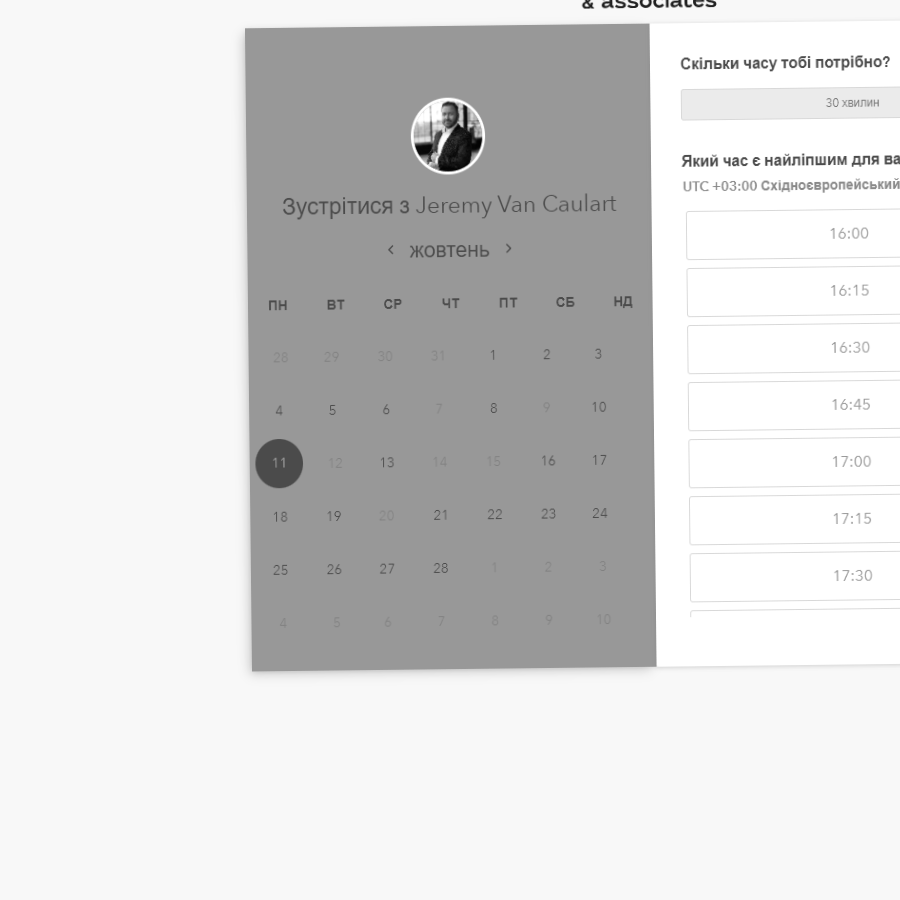 & associates
Зустрітися з Jeremy Van Caulart
жовтень
ПН ВТ СР ЧТ ПТ СБ НД
28 29 30 31 1 2 3
4 5 6 7 8 9 10
11 12 13 14 15 16 17
18 19 20 21 22 23 24
25 26 27 28 1 2 3
4 5 6 7 8 9 10
Скільки часу тобі потрібно?
30 хвилин
Який час є найліпшим для ва
UTC +03:00 Східноєвропейський
16:00
16:15
16:30
16:45
17:00
17:15
17:30